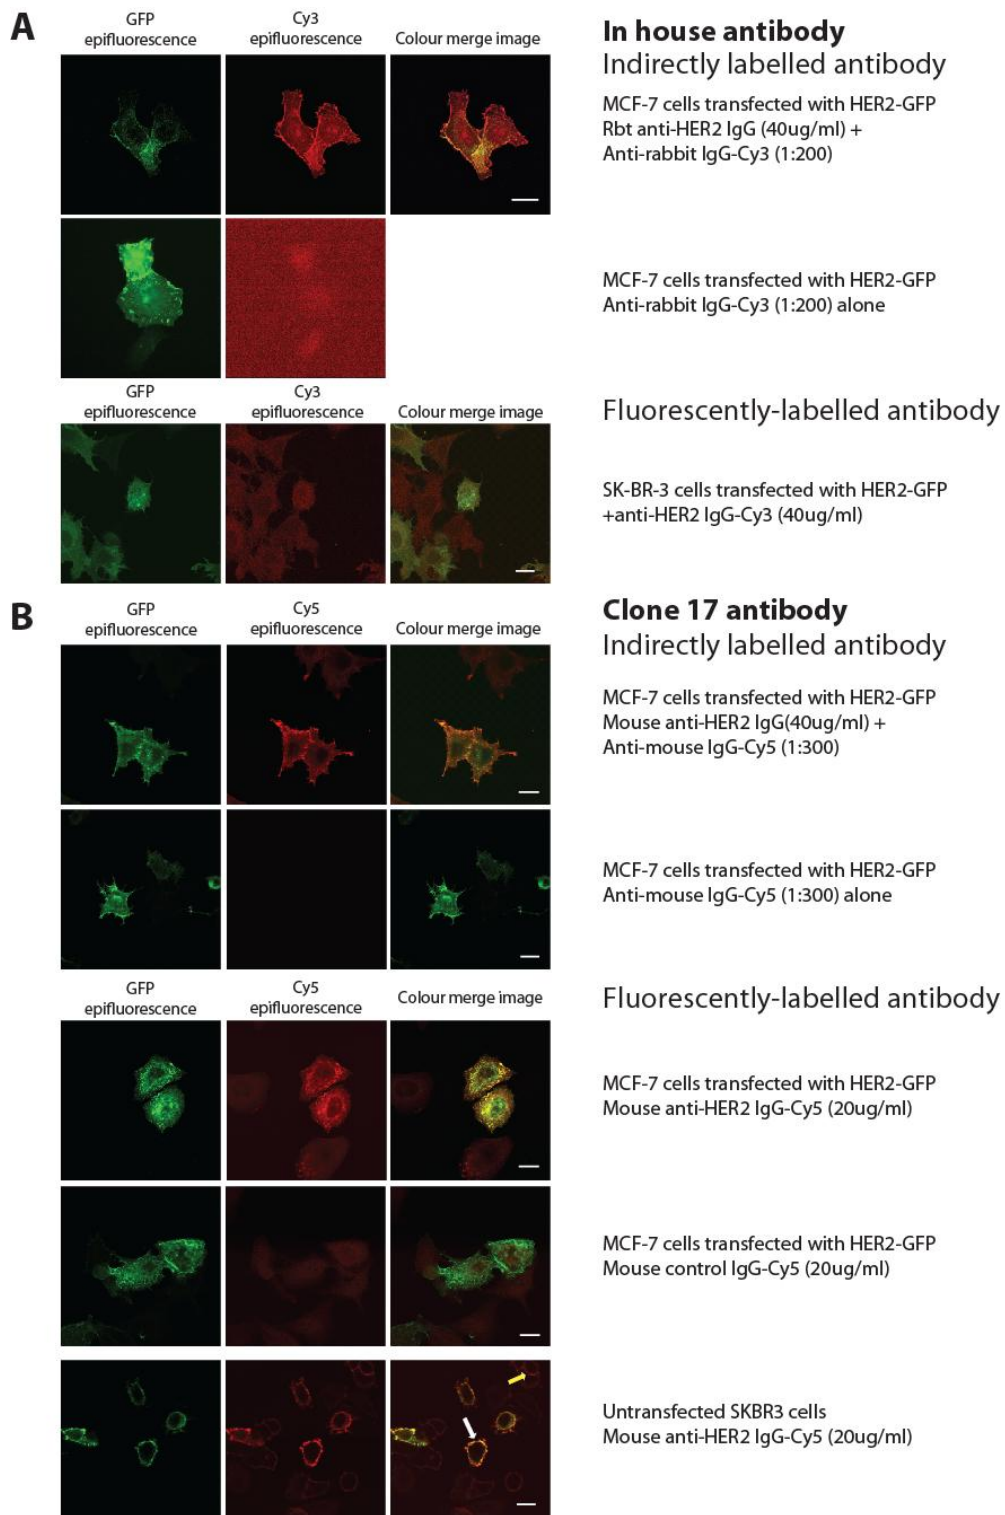 A
GFP
epifluorescence
Cy3
epifluorescence
Colour merge image
In house antibody
Indirectly labelled antibody
MCF-7 cells transfected with HER2-GFP
Rbt anti-HER2 IgG (40ug/ml) +
Anti-rabbit IgG-Cy3 (1:200)
MCF-7 cells transfected with HER2-GFP
Anti-rabbit IgG-Cy3 (1:200) alone
GFP
epifluorescence
Cy3
epifluorescence
Colour merge image
Fluorescently-labelled antibody
SK-BR-3 cells transfected with HER2-GFP
+anti-HER2 IgG-Cy3 (40ug/ml)
B
GFP
epifluorescence
Cy5
epifluorescence
Colour merge image
Clone 17 antibody
Indirectly labelled antibody
MCF-7 cells transfected with HER2-GFP
Mouse anti-HER2 IgG(40ug/ml) +
Anti-mouse IgG-Cy5 (1:300)
MCF-7 cells transfected with HER2-GFP
Anti-mouse IgG-Cy5 (1:300) alone
GFP
epifluorescence
Cy5
epifluorescence
Colour merge image
Fluorescently-labelled antibody
MCF-7 cells transfected with HER2-GFP
Mouse anti-HER2 IgG-Cy5 (20ug/ml)
MCF-7 cells transfected with HER2-GFP
Mouse control IgG-Cy5 (20ug/ml)
Untransfected SKBR3 cells
Mouse anti-HER2 IgG-Cy5 (20ug/ml)